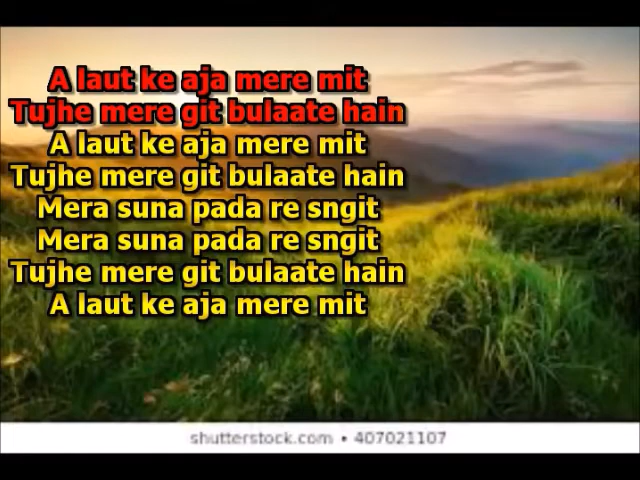 A laut ke aja mere mit
Tujhe mere git bulaate hain
A laut ke aja mere mit
Tujhe mere git bulaate hain
Mera suna pada re sngit
Mera suna pada re sngit
Tujhe mere git bulaate hain
A laut ke aja mere mit
shutterstock.com • 407021107